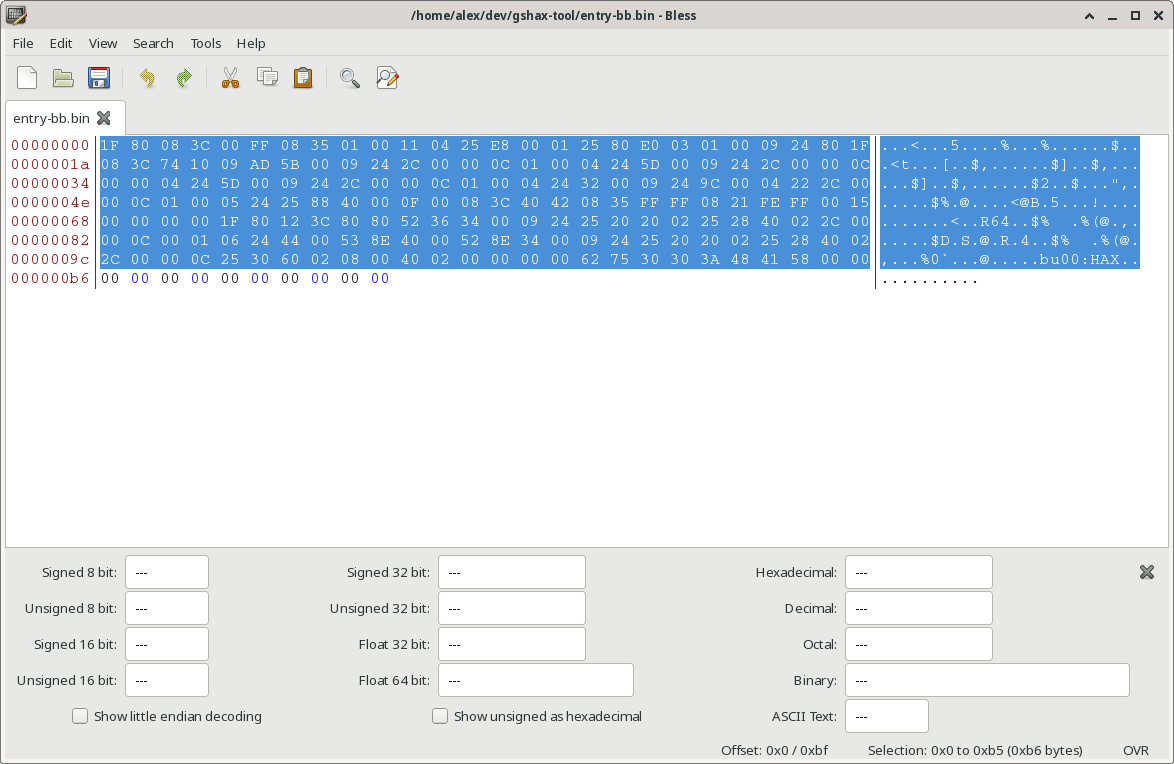 /home/alex/dev/gshax-tool/entry-bb.bin - Bless
File Edit View Search Tools Help
entry-bb.bin
00000000 1F 80 08 3C 00 FF 08 35 01 00 11 04 25 E8 00 01 25 80 E0 03 01 00 09 24 80 1F ...<...5....%...%......$..
0000001a 08 3C 74 10 09 AD 5B 00 09 24 2C 00 00 0C 01 00 04 24 5D 00 09 24 2C 00 00 0C .<t...[..$,......$]..$,...
00000034 00 00 04 24 5D 00 09 24 2C 00 00 0C 01 00 04 24 32 00 09 24 9C 00 04 22 2C 00 ...$]..$,......$2..$...",.
0000004e 00 0C 01 00 05 24 25 88 40 00 0F 00 08 3C 40 42 08 35 FF FF 08 21 FE FF 00 15 .....$%.@....<@B.5...!....
00000068 00 00 00 00 1F 80 12 3C 80 80 52 36 34 00 09 24 25 20 20 02 25 28 40 02 2C 00 .......<..R64..$%  .%(@.,.
00000082 00 0C 00 01 06 24 44 00 53 8E 40 00 52 8E 34 00 09 24 25 20 20 02 25 28 40 02 .....$D.S.@.R.4..$%  .%(@.
0000009c 2C 00 00 0C 25 30 60 02 08 00 40 02 00 00 00 00 62 75 30 30 3A 48 41 58 00 00 ,...%0`...@.....bu00:HAX..
000000b6 00 00 00 00 00 00 00 00 00 00 ..........
Signed 8 bit: --- Signed 32 bit: --- Hexadecimal: ---
Unsigned 8 bit: --- Unsigned 32 bit: --- Decimal: ---
Signed 16 bit: --- Float 32 bit: --- Octal: ---
Unsigned 16 bit: --- Float 64 bit: --- Binary: ---
Show little endian decoding Show unsigned as hexadecimal ASCII Text: ---
Offset: 0x0 / 0xbf Selection: 0x0 to 0xb5 (0xb6 bytes) OVR